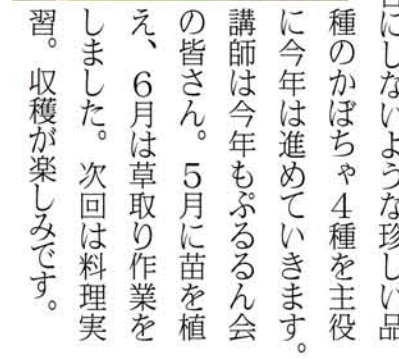 にしないような珍しい品
種のかぼちゃ4種を主役
に今年は進めていきます。
講師は今年もぷるるん会
の皆さん。5月に苗を植
え、6月は草取り作業を
しました。次回は料理実
習。収穫が楽しみです。